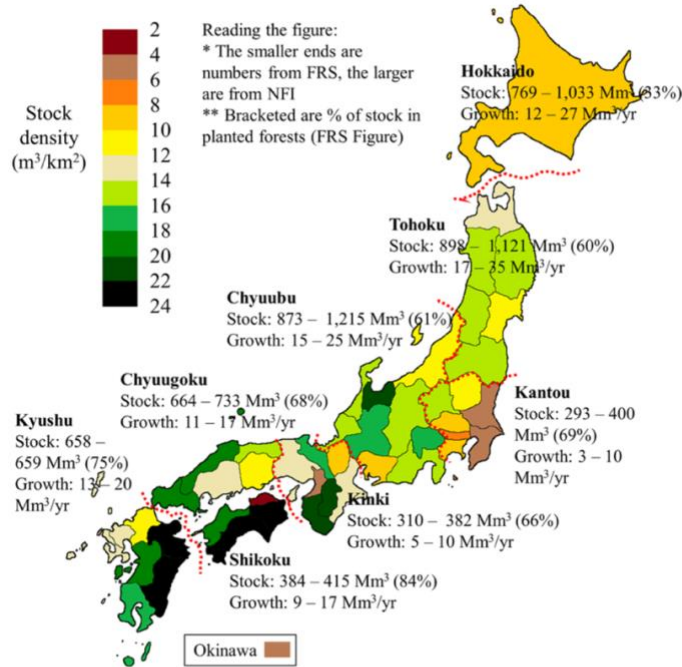 2
4
6
8
10
12
14
16
18
20
22
24
Stock
density
(m³/km²)
Reading the figure:
* The smaller ends are
numbers from FRS, the larger
are from NFI
** Bracketed are % of stock in
planted forests (FRS Figure)
Hokkaido
Stock: 769 – 1,033 Mm³ (33%)
Growth: 12 – 27 Mm³/yr
Tohoku
Stock: 898 – 1,121 Mm³ (60%)
Growth: 17 – 35 Mm³/yr
Chyuubu
Stock: 873 – 1,215 Mm³ (61%)
Growth: 15 – 25 Mm³/yr
Chyuugoku
Stock: 664 – 733 Mm³ (68%)
Growth: 11 – 17 Mm³/yr
Kantou
Stock: 293 – 400
Mm³ (69%)
Growth: 3 – 10
Mm³/yr
Kyushu
Stock: 658 –
659 Mm³ (75%)
Growth: 13 – 20
Mm³/yr
Kinki
Stock: 310 – 382 Mm³ (66%)
Growth: 5 – 10 Mm³/yr
Shikoku
Stock: 384 – 415 Mm³ (84%)
Growth: 9 – 17 Mm³/yr
Okinawa